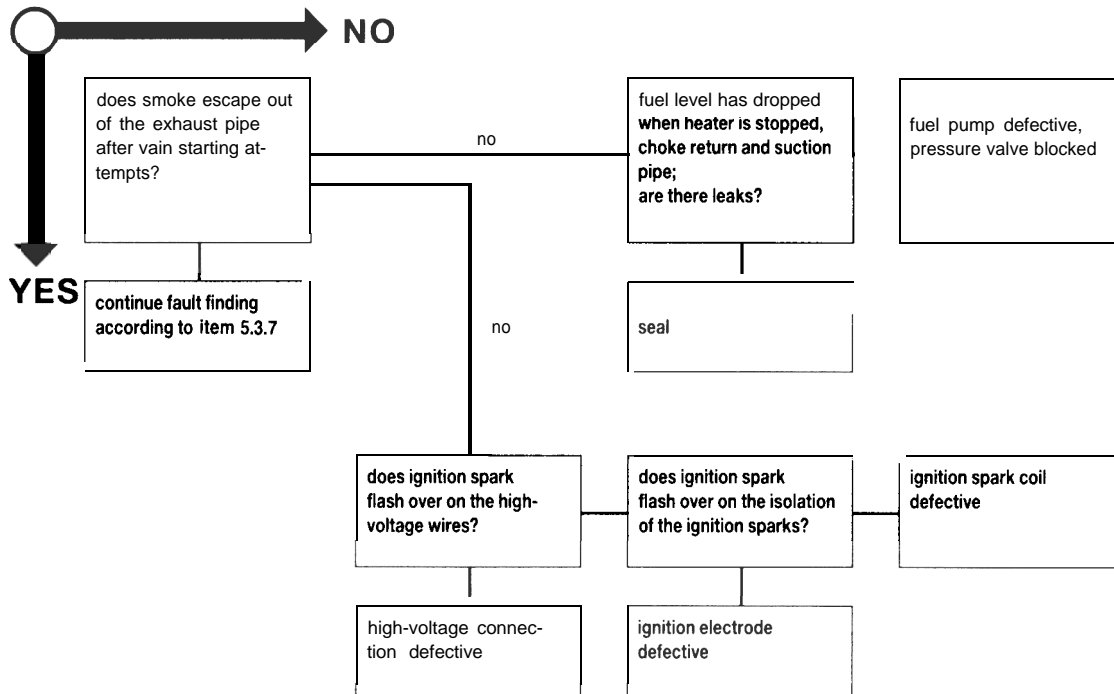 NO
does smoke escape out
of the exhaust pipe
after vain starting at-
tempts?
no
fuel level has dropped
when heater is stopped,
choke return and suction
pipe;
are there leaks?
fuel pump defective,
pressure valve blocked
YES
continue fault finding
according to item 5.3.7
no
seal
does ignition spark
flash over on the high-
voltage wires?
does ignition spark
flash over on the isolation
of the ignition sparks?
ignition spark coil
defective
high-voltage connec-
tion defective
ignition electrode
defective